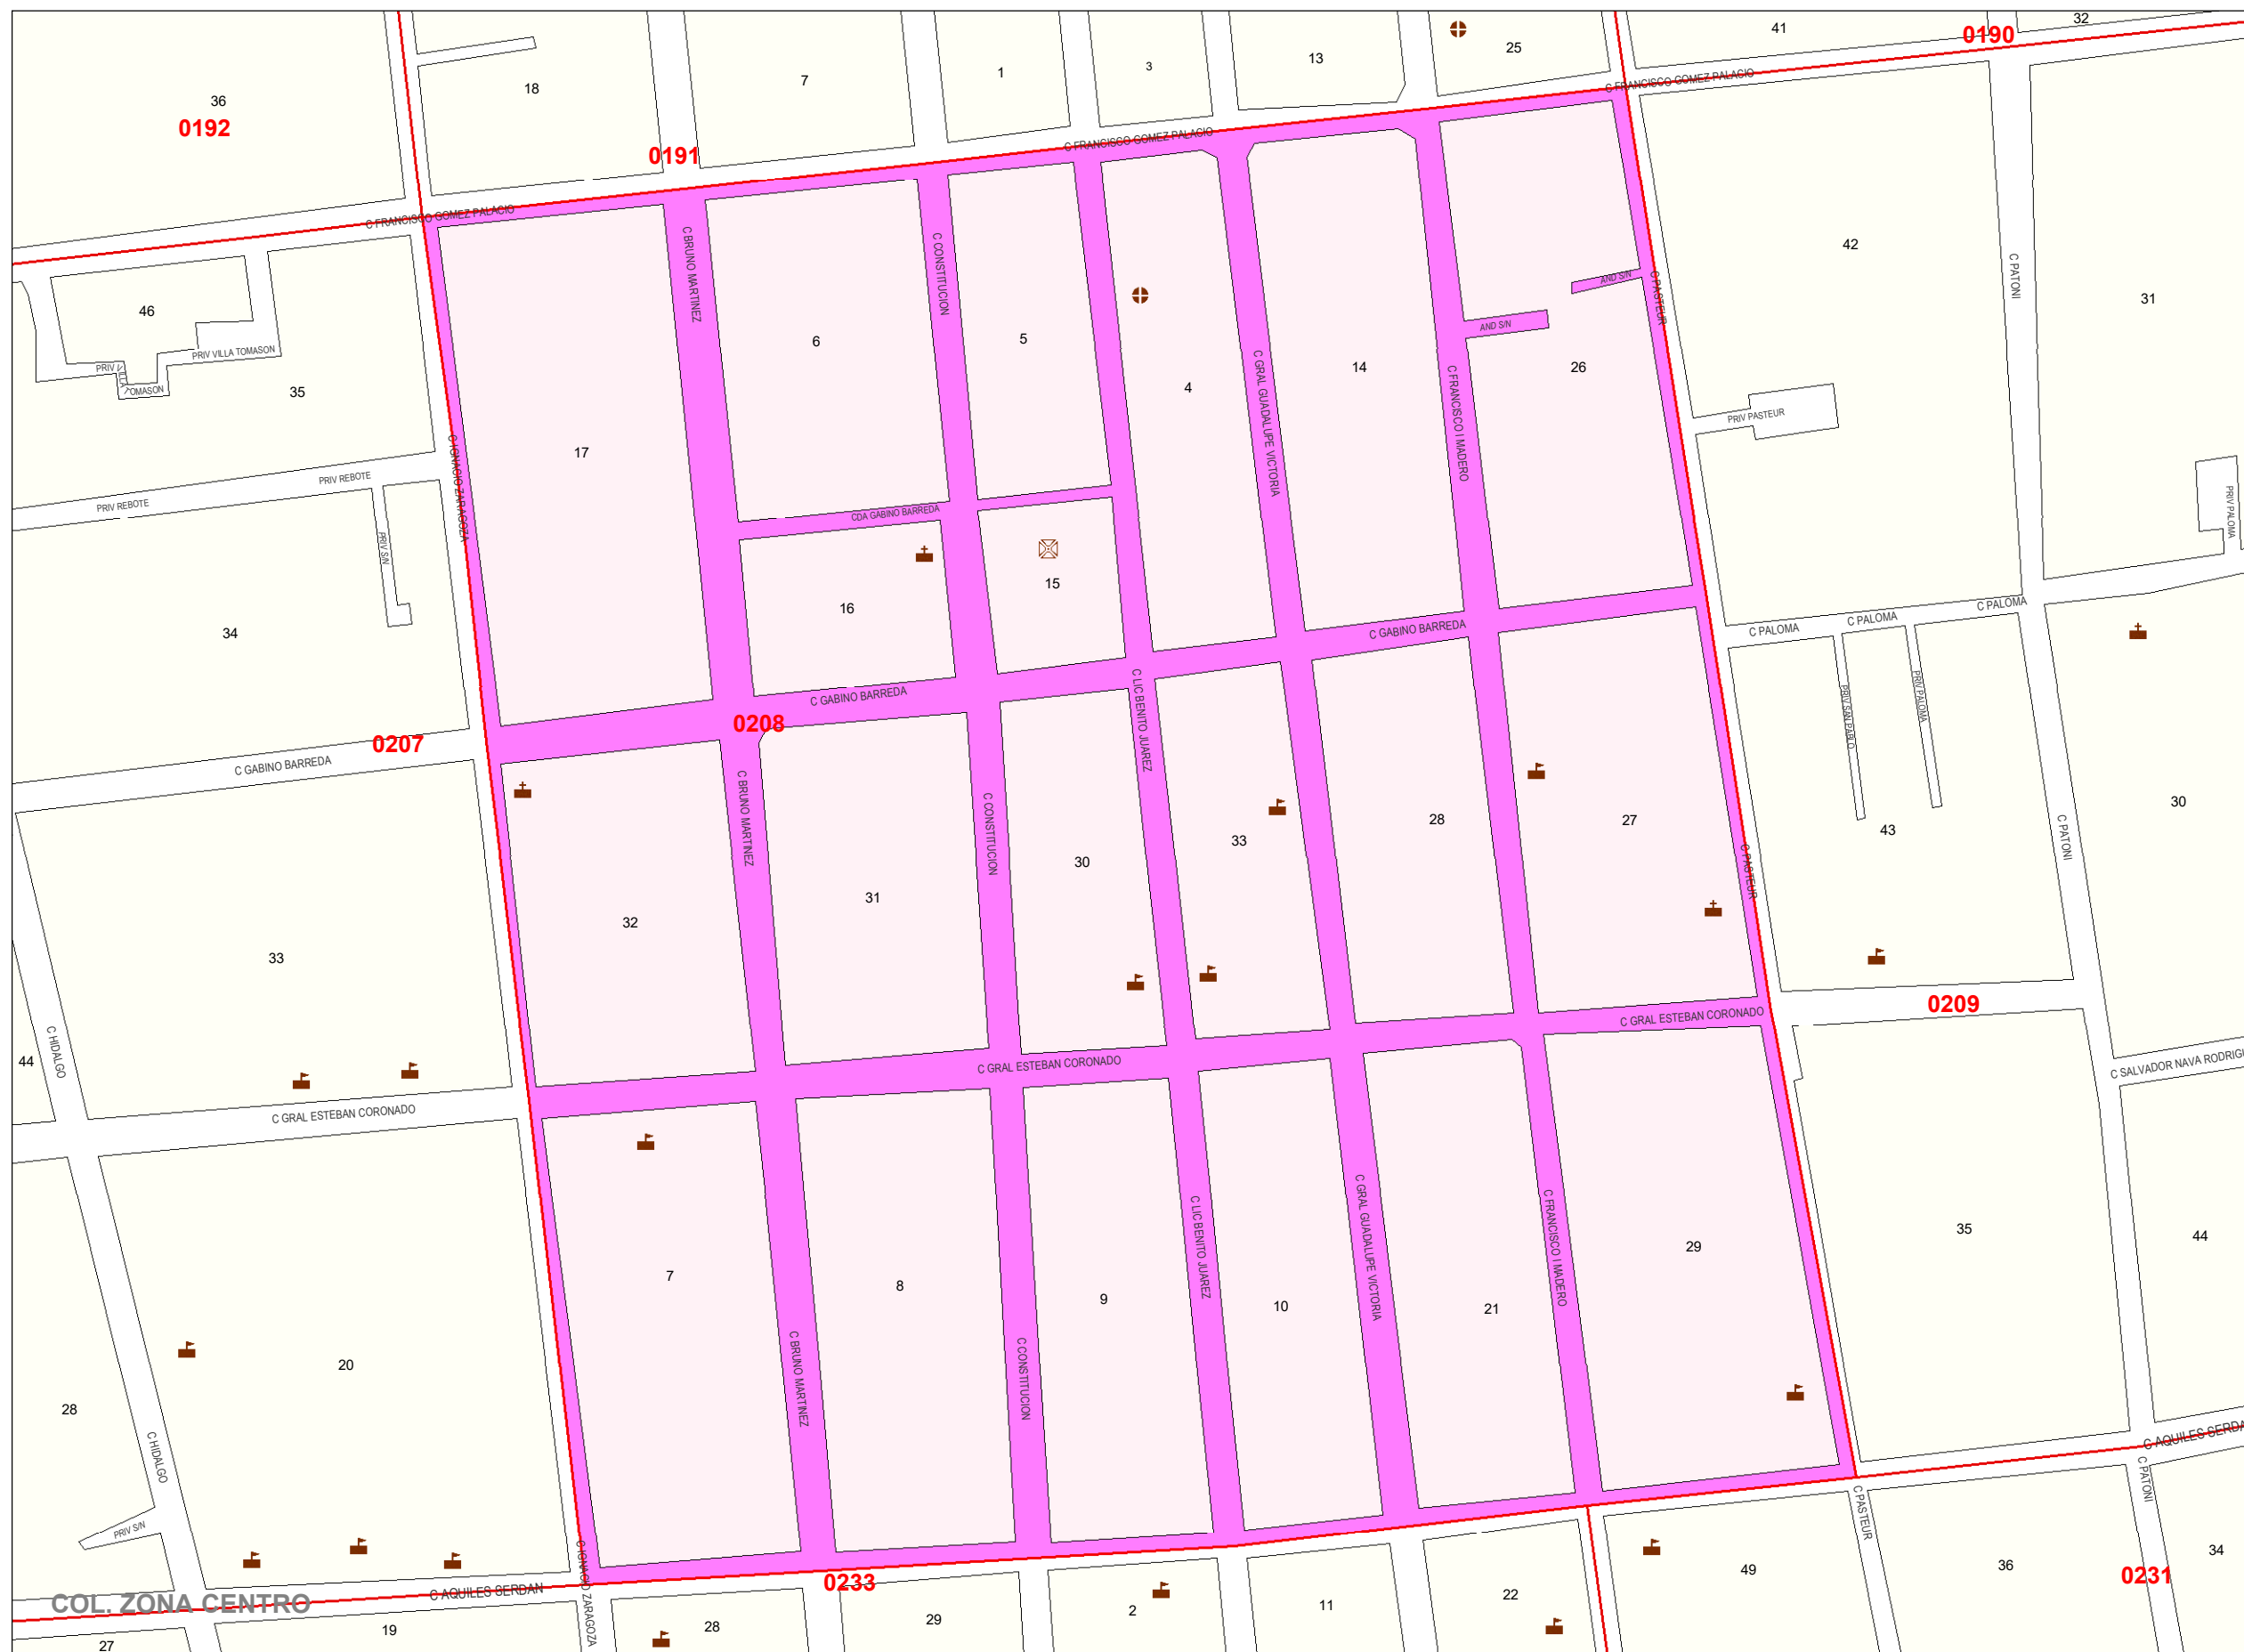 41
32
0190
25
13
3
1
7
18
36
0192
0191
C FRANCISCO GOMEZ PALACIO
C FRANCISCO GOMEZ PALACIO
C FRANCISCO GOMEZ PALACIO
C BRUNO MARTINEZ
C CONSTITUCION
42
C PATONI
31
AND S/N
C PASTEUR
46
AND S/N
6
5
PRIV VILLA TOMASON
PRIV VILLA TOMASON
35
4
C GRAL GUADALUPE VICTORIA
14
C FRANCISCO I MADERO
26
PRIV PASTEUR
17
C IGNACIO ZARAGOZA
PRIV REBOTE
PRIV REBOTE
PRIV S/N
CDA GABINO BARREDA
PRIV PALOMA
15
16
34
C GABINO BARREDA
C PALOMA
C PALOMA
C PALOMA
PRIV SAN PABLO
PRIV PALOMA
C GABINO BARREDA
C LIC BENITO JUAREZ
0208
0207
C GABINO BARREDA
C BRUNO MARTINEZ
C CONSTITUCION
30
33
28
27
43
30
C PATONI
C PASTEUR
31
32
33
0209
C GRAL ESTEBAN CORONADO
C GRAL ESTEBAN CORONADO
C GRAL ESTEBAN CORONADO
C HIDALGO
44
C SALVADOR NAVA RODRIG
7
8
9
C LIC BENITO JUAREZ
10
C GRAL GUADALUPE VICTORIA
21
C FRANCISCO I MADERO
29
35
44
C BRUNO MARTINEZ
C CONSTITUCION
20
28
C HIDALGO
PRIV S/N
C AQUILES SERDA
C PATONI
C PASTEUR
C IGNACIO ZARAGOZA
C AQUILES SERDAN
COL. ZONA CENTRO
0233
49
36
0231
34
27
19
28
29
2
11
22